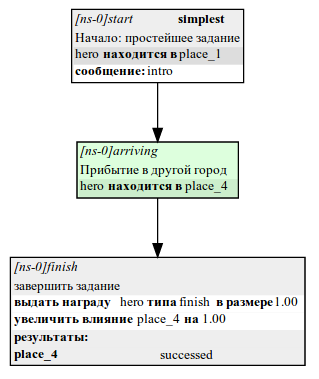 [ns-0]start simplest
Начало: простейшее задание
hero находится в place_1
сообщение: intro
[ns-0]arriving
Прибытие в другой город
hero находится в place_4
[ns-0]finish
завершить задание
выдать награду hero типа finish в размере 1.00
увеличить влияние place_4 на 1.00
результаты:
place_4 successed